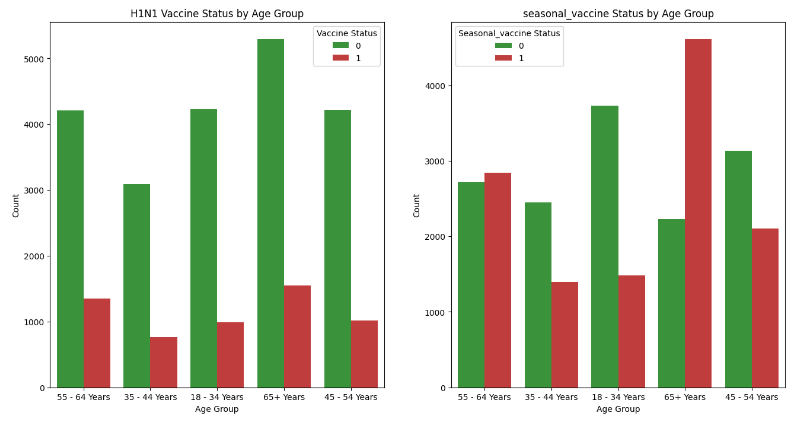 H1N1 Vaccine Status by Age Group
Vaccine Status
0
1
5000
4000
3000
2000
1000
0
Count
55 - 64 Years
35 - 44 Years
18 - 34 Years
65+ Years
45 - 54 Years
Age Group
seasonal_vaccine Status by Age Group
Seasonal_vaccine Status
0
1
4000
3000
2000
1000
0
Count
55 - 64 Years
35 - 44 Years
18 - 34 Years
65+ Years
45 - 54 Years
Age Group